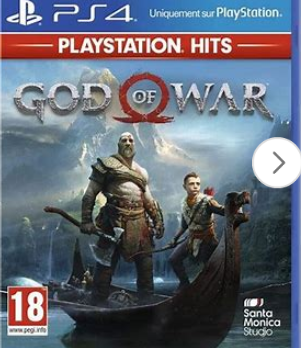 PS4
Uniquement sur PlayStation.
PLAYSTATION HITS
GOD OF WAR
18
www.pegi.info
Santa
Monica
Studio